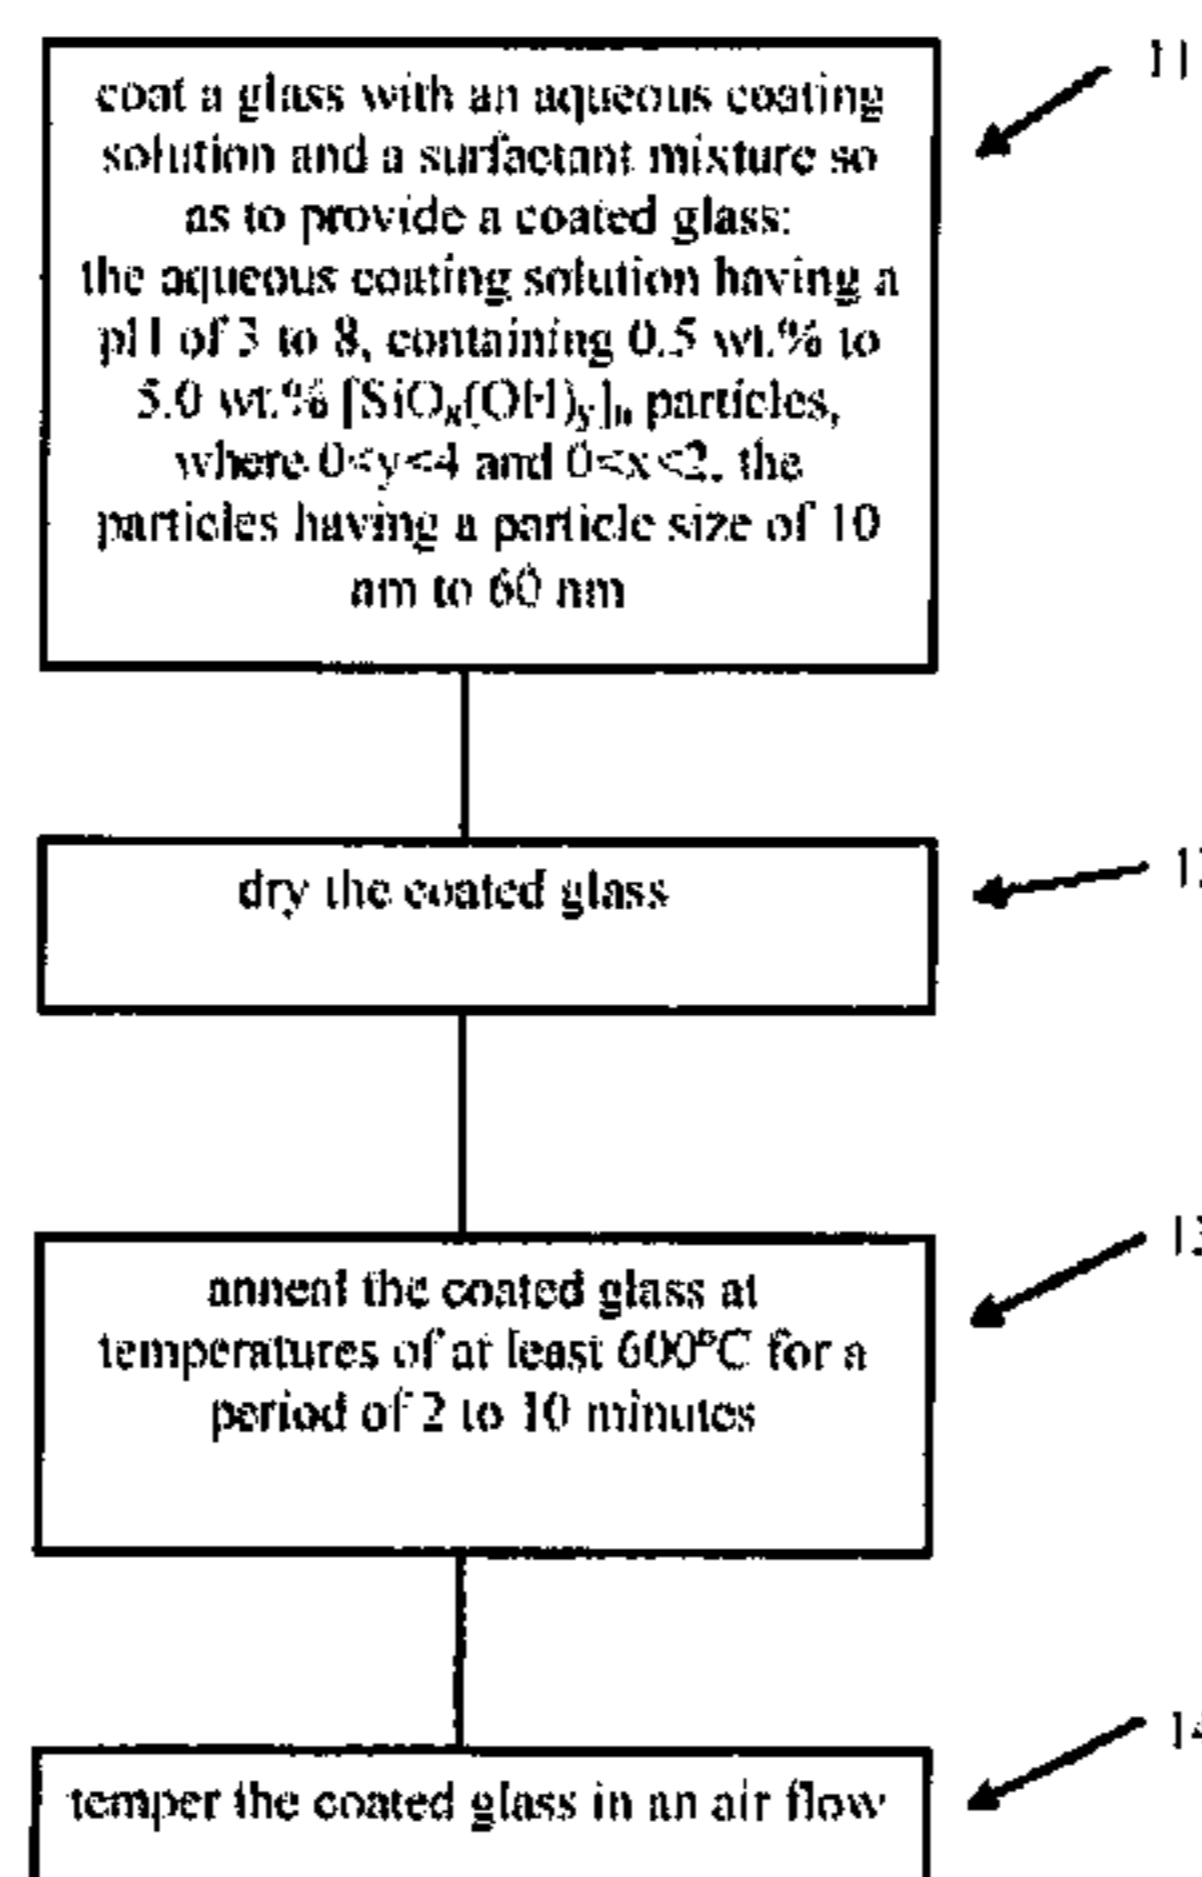 coat a glass with an aqueous coating
solution and a surfactant mixture so
as to provide a coated glass:
the aqueous coating solution having a
pH of 3 to 8, containing 0.5 wt.% to
5.0 wt.% [SiOₓ(OH)ᵧ]ₙ particles,
where 0<y<4 and 0<x<2, the
particles having a particle size of 10
nm to 60 nm
11
dry the coated glass
12
anneal the coated glass at
temperatures of at least 600°C for a
period of 2 to 10 minutes
13
temper the coated glass in an air flow
14